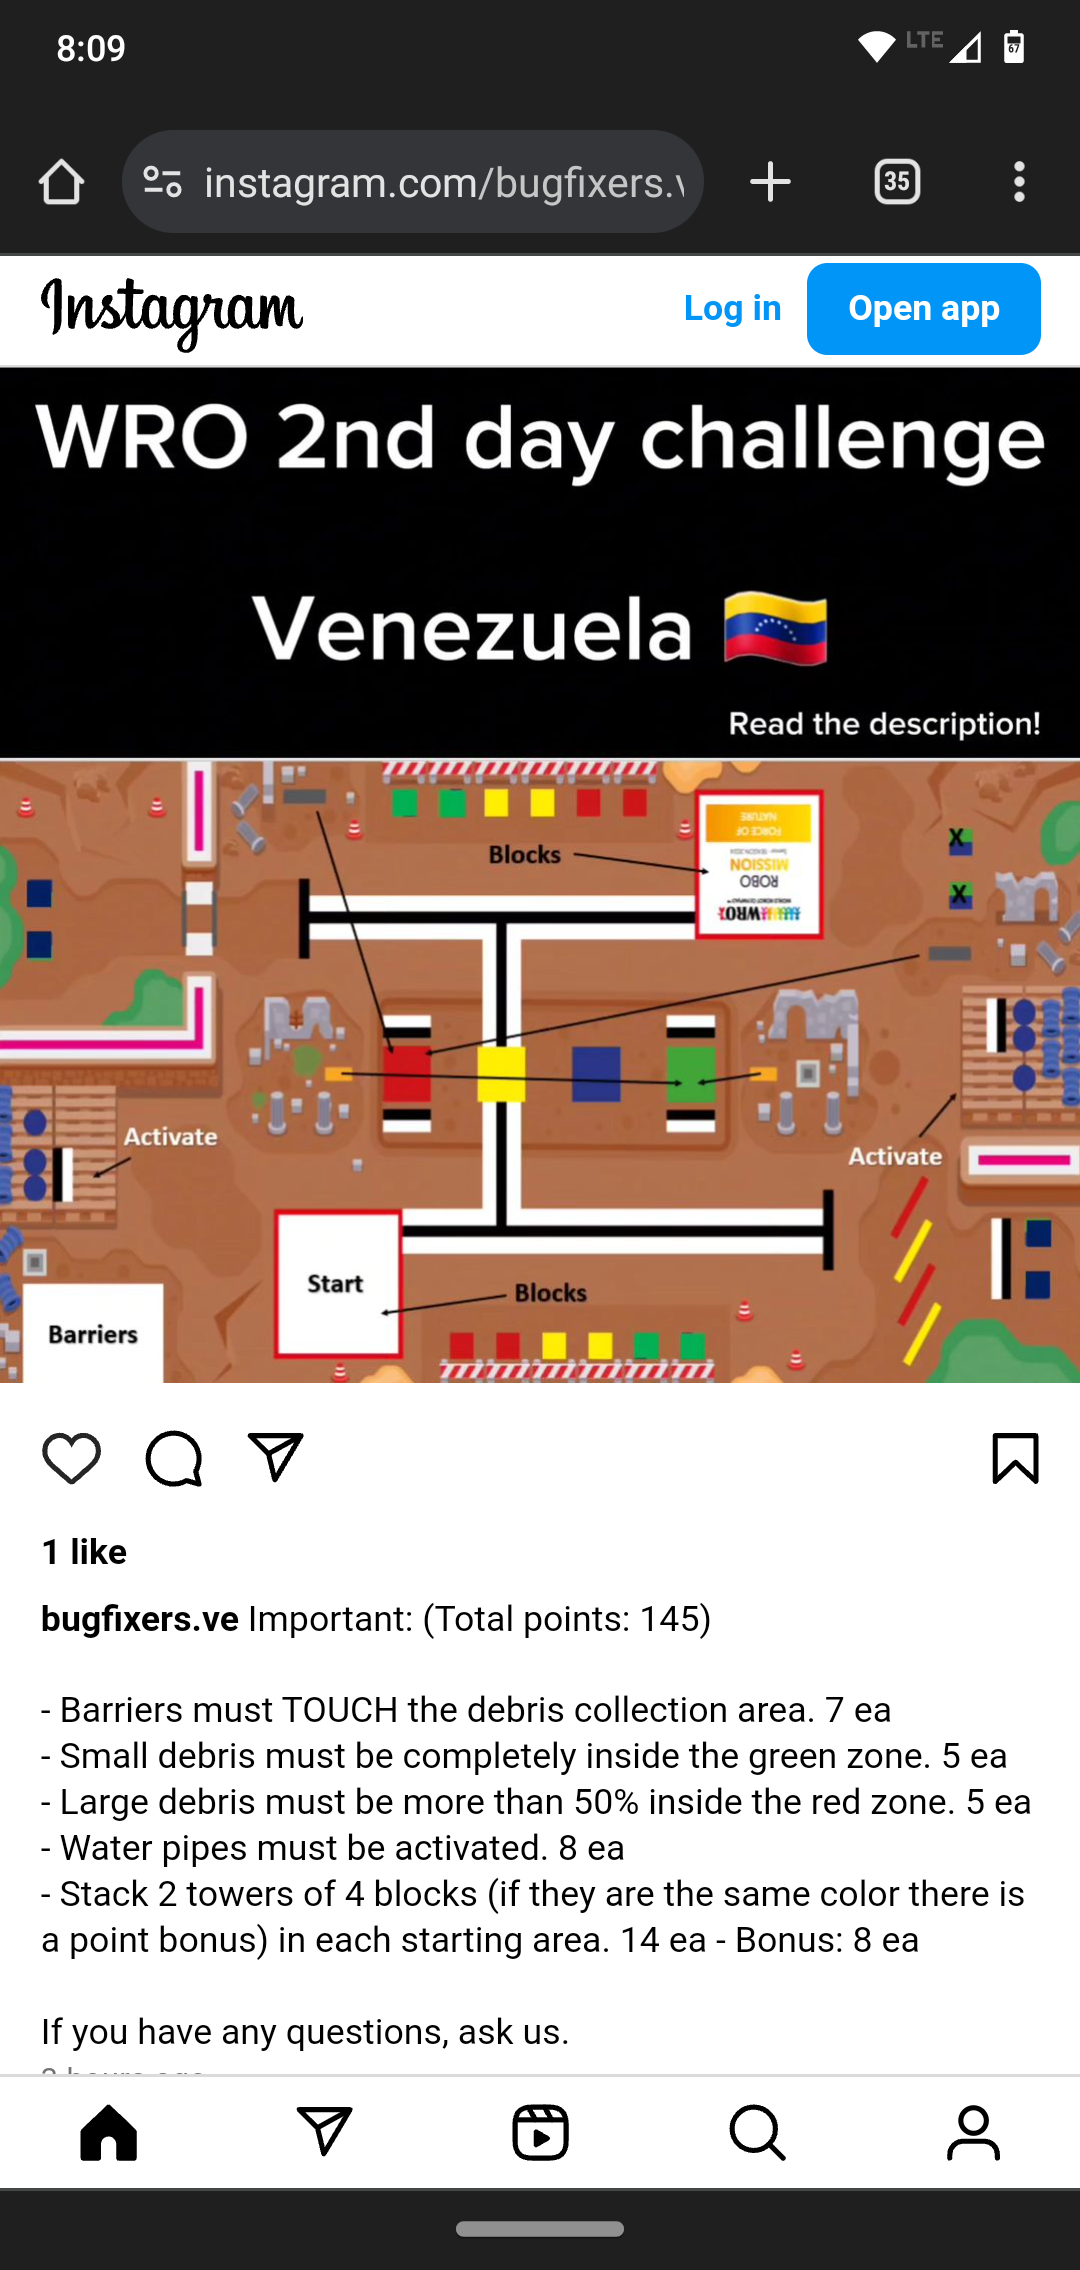 8:09
LTE
67
instagram.com/bugfixers.v
35
Instagram
Log in
Open app
WRO 2nd day challenge
Venezuela 🇻🇪
Read the description!
Blocks
FORCE OF
NATURE
MISSION
ROBO
WRO
X
X
Activate
Activate
Start
Blocks
Barriers
1 like
bugfixers.ve Important: (Total points: 145)
- Barriers must TOUCH the debris collection area. 7 ea
- Small debris must be completely inside the green zone. 5 ea
- Large debris must be more than 50% inside the red zone. 5 ea
- Water pipes must be activated. 8 ea
- Stack 2 towers of 4 blocks (if they are the same color there is
a point bonus) in each starting area. 14 ea - Bonus: 8 ea
If you have any questions, ask us.